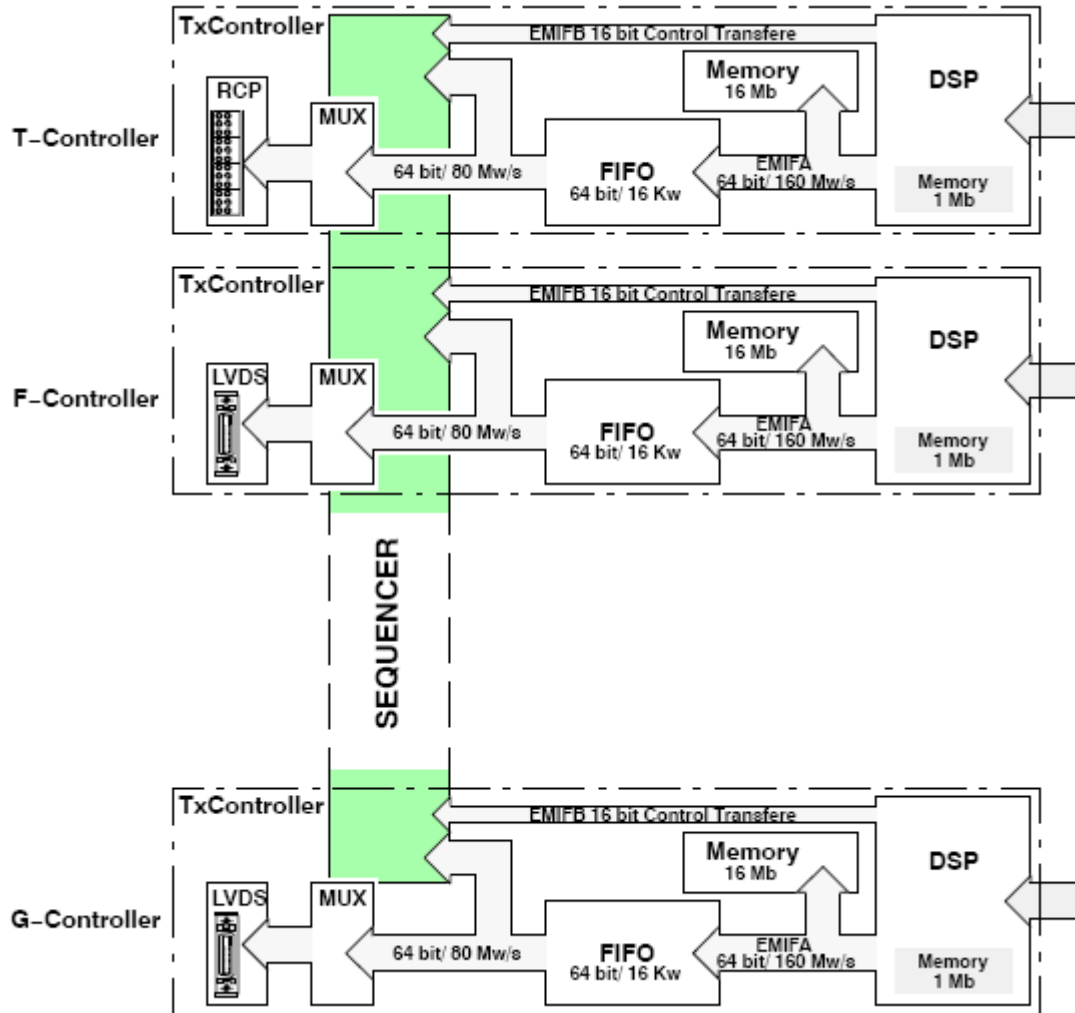 TxController
EMIFB 16 bit Control Transfere
Memory
16 Mb
DSP
RCP
MUX
T-Controller
FIFO
64 bit/ 16 Kw
64 bit/ 80 Mw/s
EMIFA
64 bit/ 160 Mw/s
Memory
1 Mb
TxController
EMIFB 16 bit Control Transfere
Memory
16 Mb
DSP
LVDS
MUX
F-Controller
FIFO
64 bit/ 16 Kw
64 bit/ 80 Mw/s
EMIFA
64 bit/ 160 Mw/s
Memory
1 Mb
SEQUENCER
TxController
EMIFB 16 bit Control Transfere
Memory
16 Mb
DSP
LVDS
MUX
G-Controller
FIFO
64 bit/ 16 Kw
64 bit/ 80 Mw/s
EMIFA
64 bit/ 160 Mw/s
Memory
1 Mb